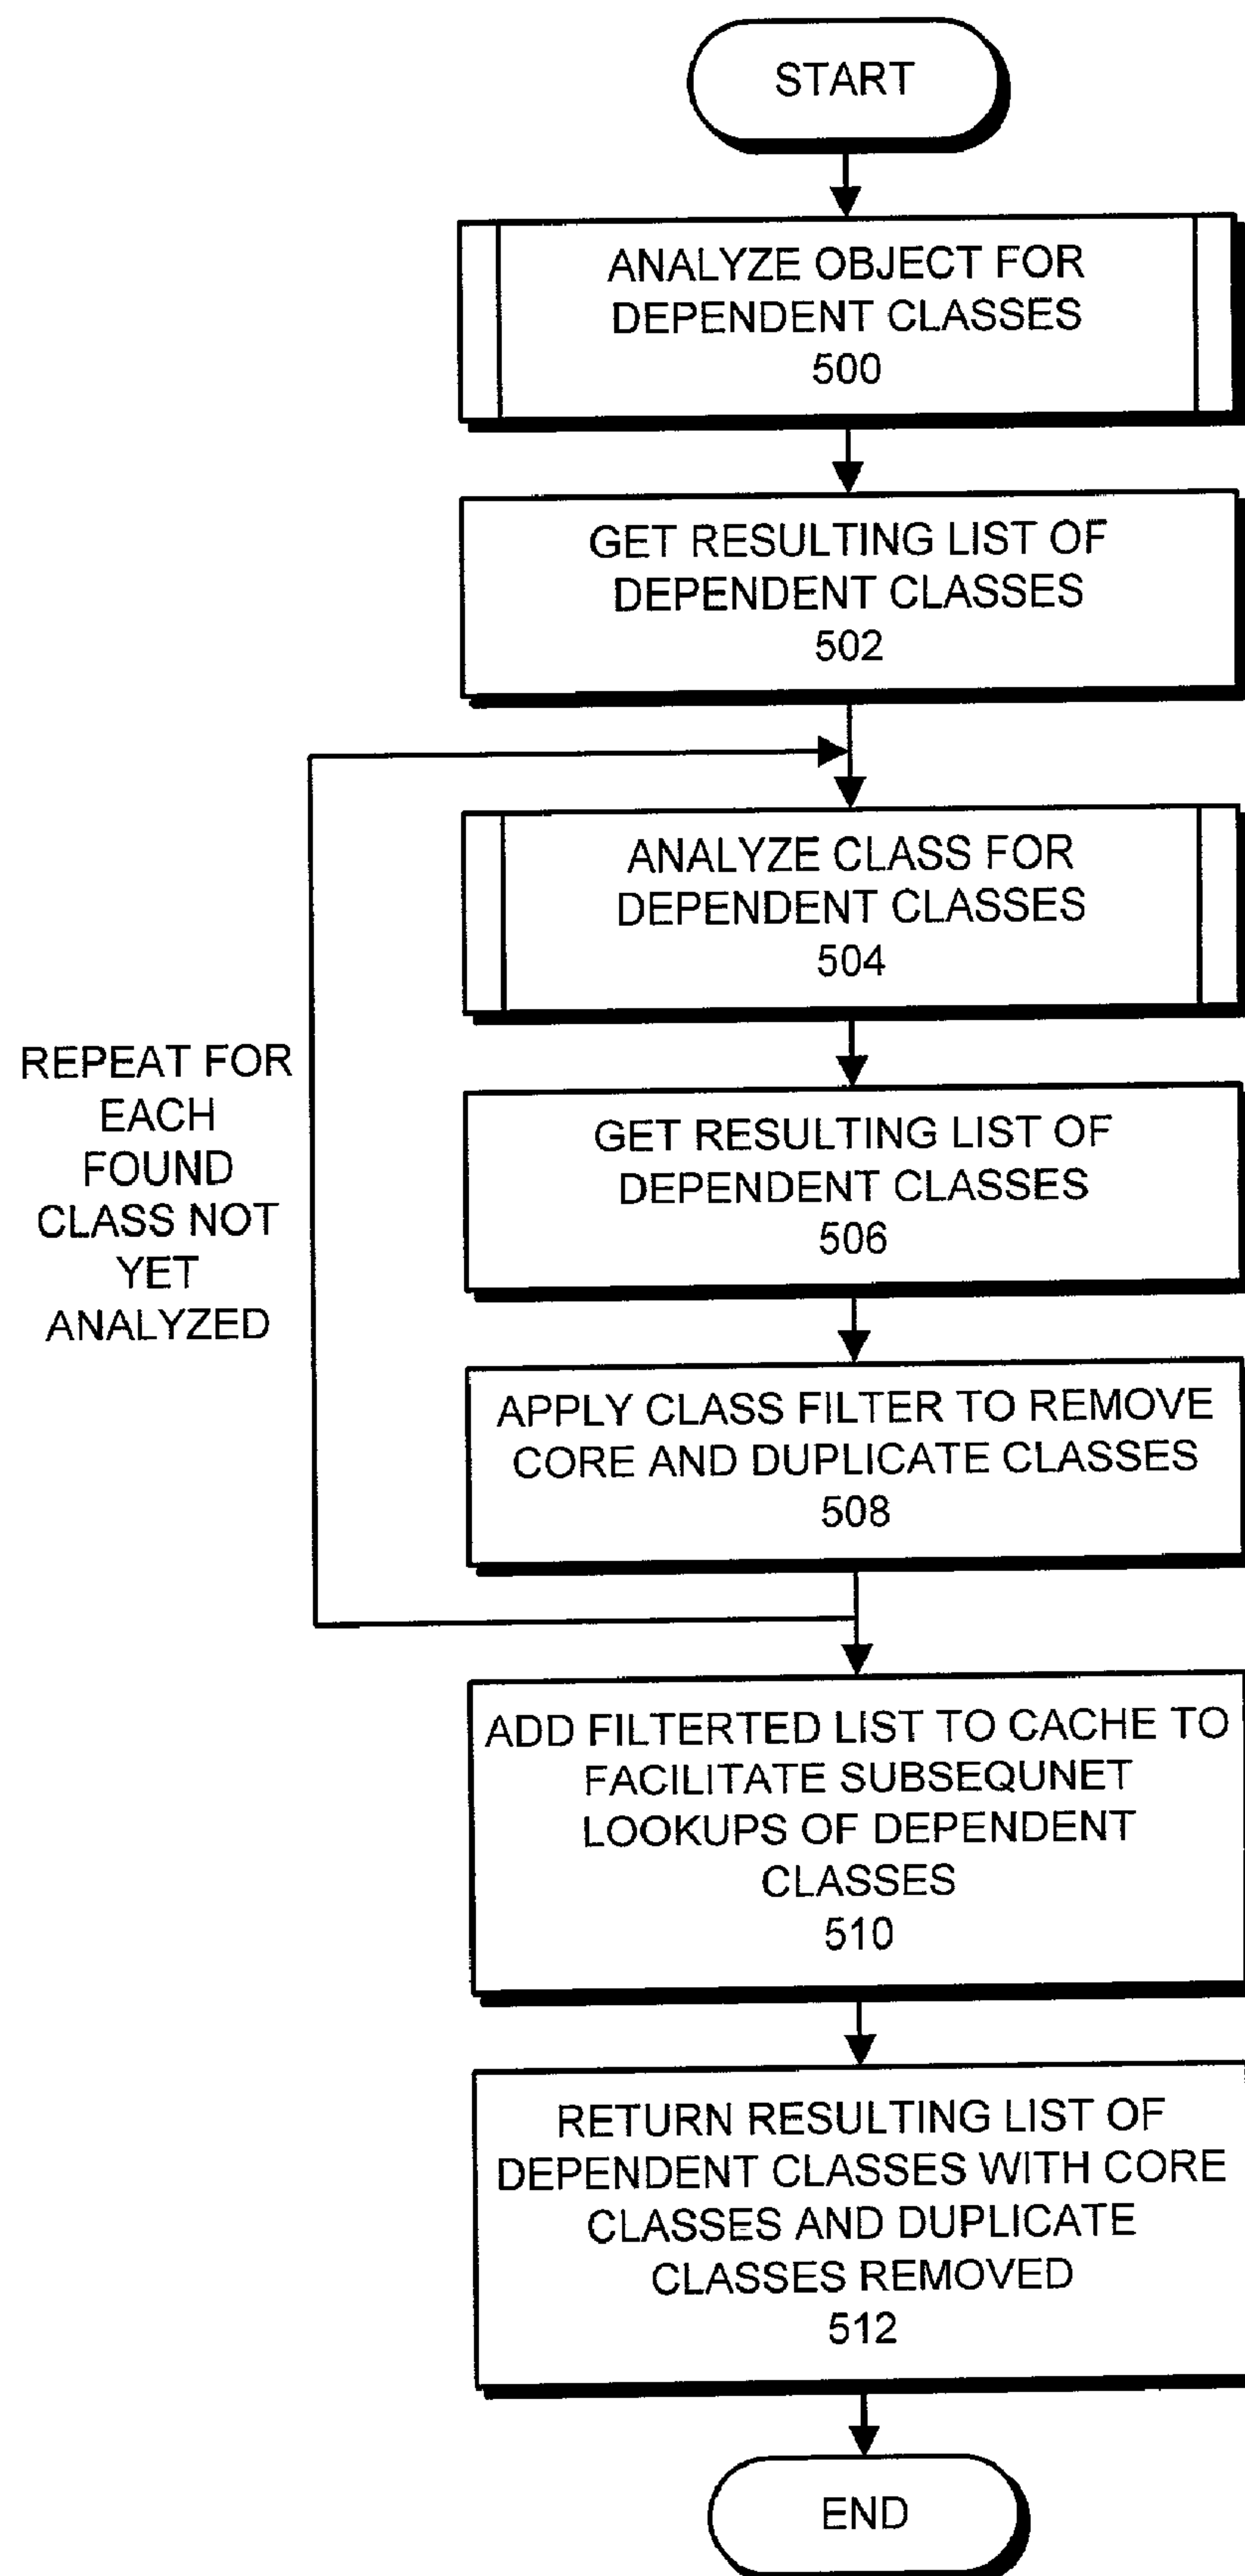 START
ANALYZE OBJECT FOR
DEPENDENT CLASSES
500
GET RESULTING LIST OF
DEPENDENT CLASSES
502
ANALYZE CLASS FOR
DEPENDENT CLASSES
504
REPEAT FOR
EACH
FOUND
CLASS NOT
YET
ANALYZED
GET RESULTING LIST OF
DEPENDENT CLASSES
506
APPLY CLASS FILTER TO REMOVE
CORE AND DUPLICATE CLASSES
508
ADD FILTERTED LIST TO CACHE TO
FACILITATE SUBSEQUNET
LOOKUPS OF DEPENDENT
CLASSES
510
RETURN RESULTING LIST OF
DEPENDENT CLASSES WITH CORE
CLASSES AND DUPLICATE
CLASSES REMOVED
512
END